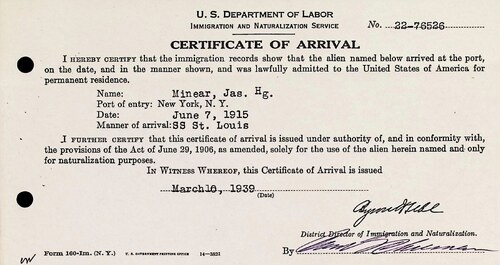 U. S. DEPARTMENT OF LABOR
IMMIGRATION AND NATURALIZATION SERVICE
No. 22-76526
CERTIFICATE OF ARRIVAL
I HEREBY CERTIFY that the immigration records show that the alien named below arrived at the port,
on the date, and in the manner shown, and was lawfully admitted to the United States of America for
permanent residence.
Name: Minear, Jas. Hg.
Port of entry: New York, N. Y.
Date: June 7, 1915
Manner of arrival: SS St. Louis
I FURTHER CERTIFY that this certificate of arrival is issued under authority of, and in conformity with,
the provisions of the Act of June 29, 1906, as amended, solely for the use of the alien herein named and only
for naturalization purposes.
IN WITNESS WHEREOF, this Certificate of Arrival is issued
March 16, 1939
(Date)
District Director of Immigration and Naturalization.
By
Form 160-Im. (N. Y.) U. S. GOVERNMENT PRINTING OFFICE 14-2821